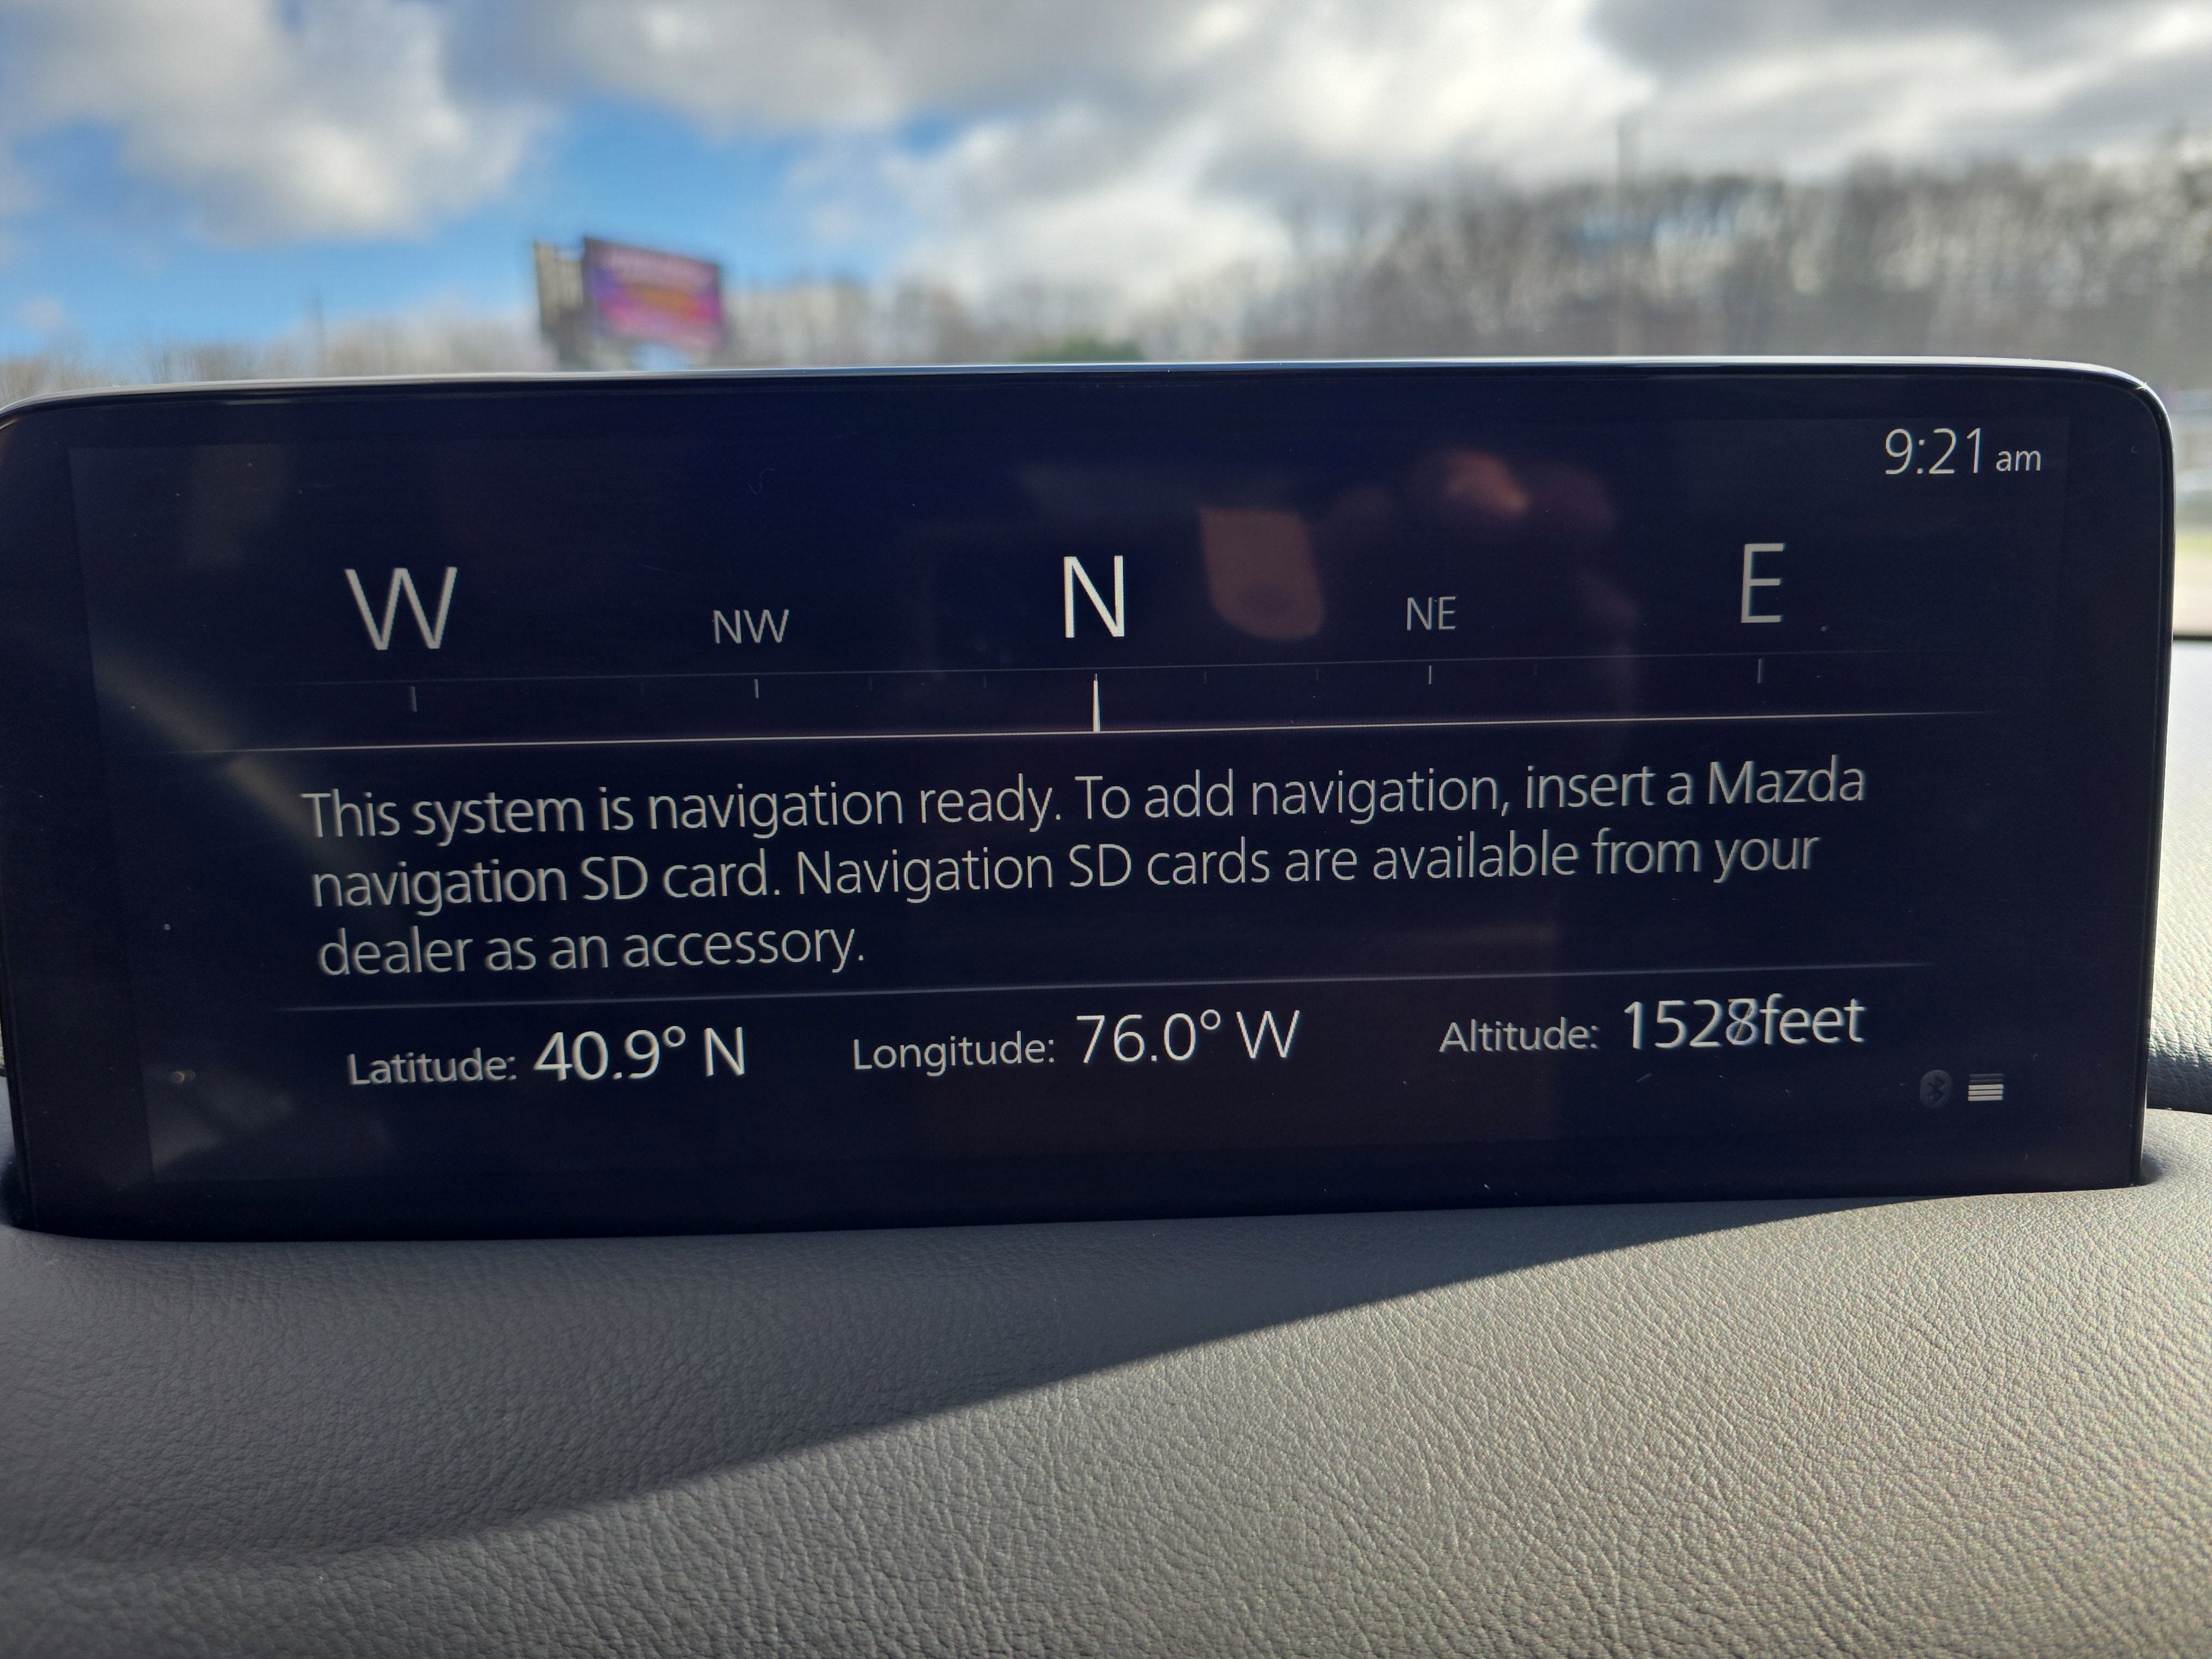 9:21 am
W NW N NE E
This system is navigation ready. To add navigation, insert a Mazda
navigation SD card. Navigation SD cards are available from your
dealer as an accessory.
Latitude: 40.9° N Longitude: 76.0° W Altitude: 1528feet